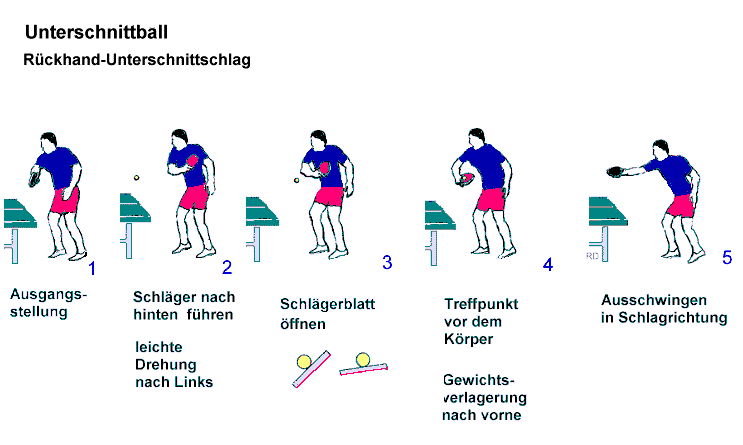 Unterschnittball
Rückhand-Unterschnittschlag
1
Ausgangs-
stellung
2
Schläger nach
hinten führen
leichte
Drehung
nach Links
3
Schlägerblatt
öffnen
4
Treffpunkt
vor dem
Körper
Gewichts-
verlagerung
nach vorne
RD
5
Ausschwingen
in Schlagrichtung